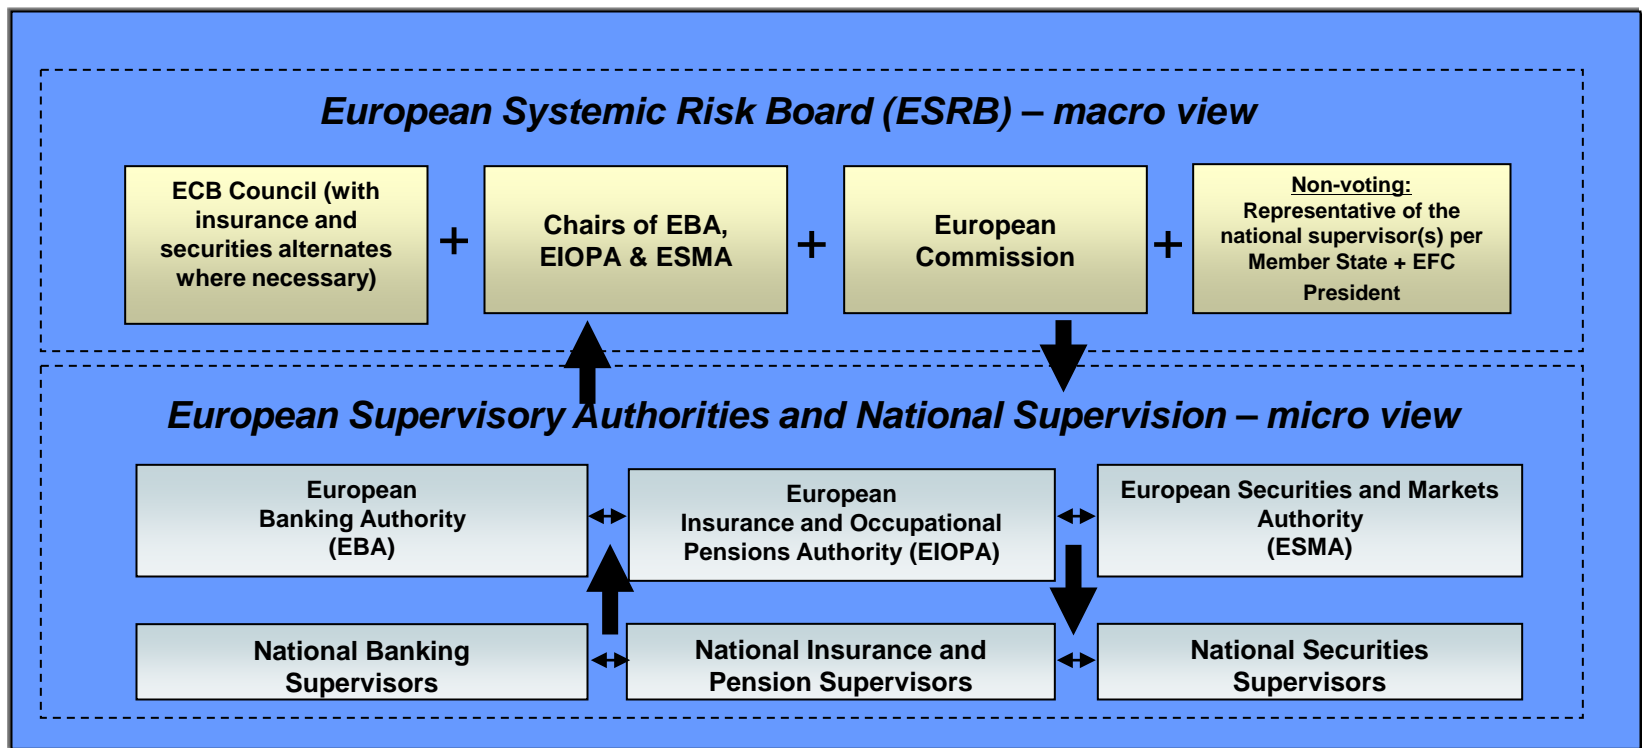 European Systemic Risk Board (ESRB) – macro view
ECB Council (with
insurance and
securities alternates
where necessary)
+
Chairs of EBA,
EIOPA & ESMA
+
European
Commission
+
Non-voting:
Representative of the
national supervisor(s) per
Member State + EFC
President
European Supervisory Authorities and National Supervision – micro view
European
Banking Authority
(EBA)
European
Insurance and Occupational
Pensions Authority (EIOPA)
European Securities and Markets
Authority
(ESMA)
National Banking
Supervisors
National Insurance and
Pension Supervisors
National Securities
Supervisors